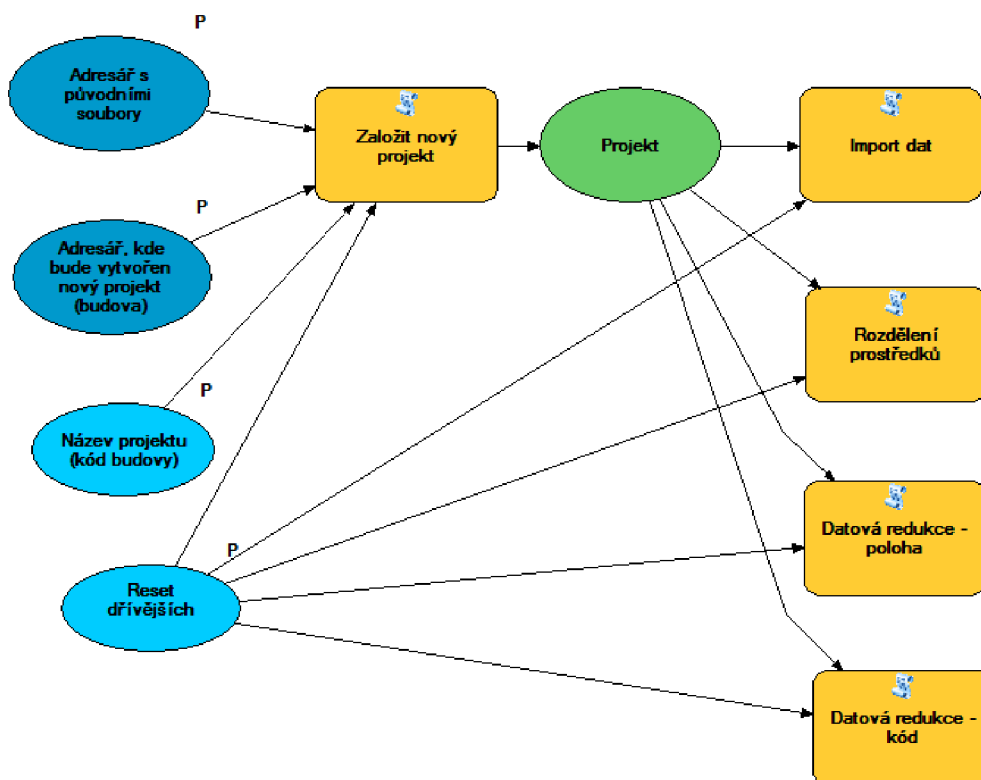 P
Adresář s
původními
soubory
Založit nový
projekt
Projekt
Import dat
P
Adresář, kde
bude vytvořen
nový projekt
(budova)
Rozdělení
prostředků
P
Název projektu
(kód budovy)
Datová redukce -
poloha
P
Reset
dřívějších
Datová redukce -
kód